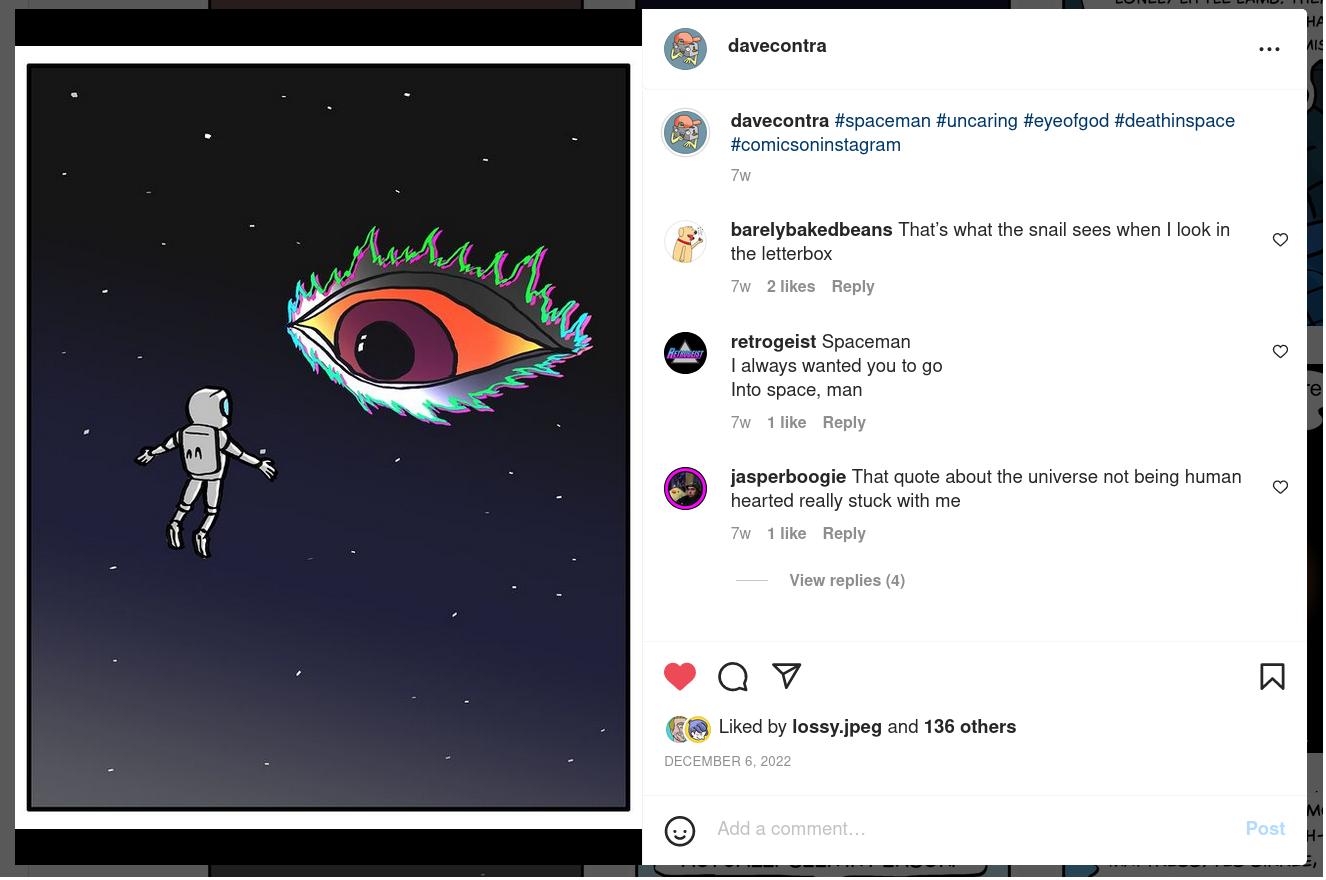 davecontra
davecontra #spaceman #uncaring #eyeofgod #deathinspace
#comicsoninstagram
7w
barelybakedbeans That's what the snail sees when I look in
the letterbox
7w 2 likes Reply
RETROGEIST
retrogeist Spaceman
I always wanted you to go
Into space, man
7w 1 like Reply
jasperboogie That quote about the universe not being human
hearted really stuck with me
7w 1 like Reply
View replies (4)
Liked by lossy.jpeg and 136 others
DECEMBER 6, 2022
Add a comment…
Post